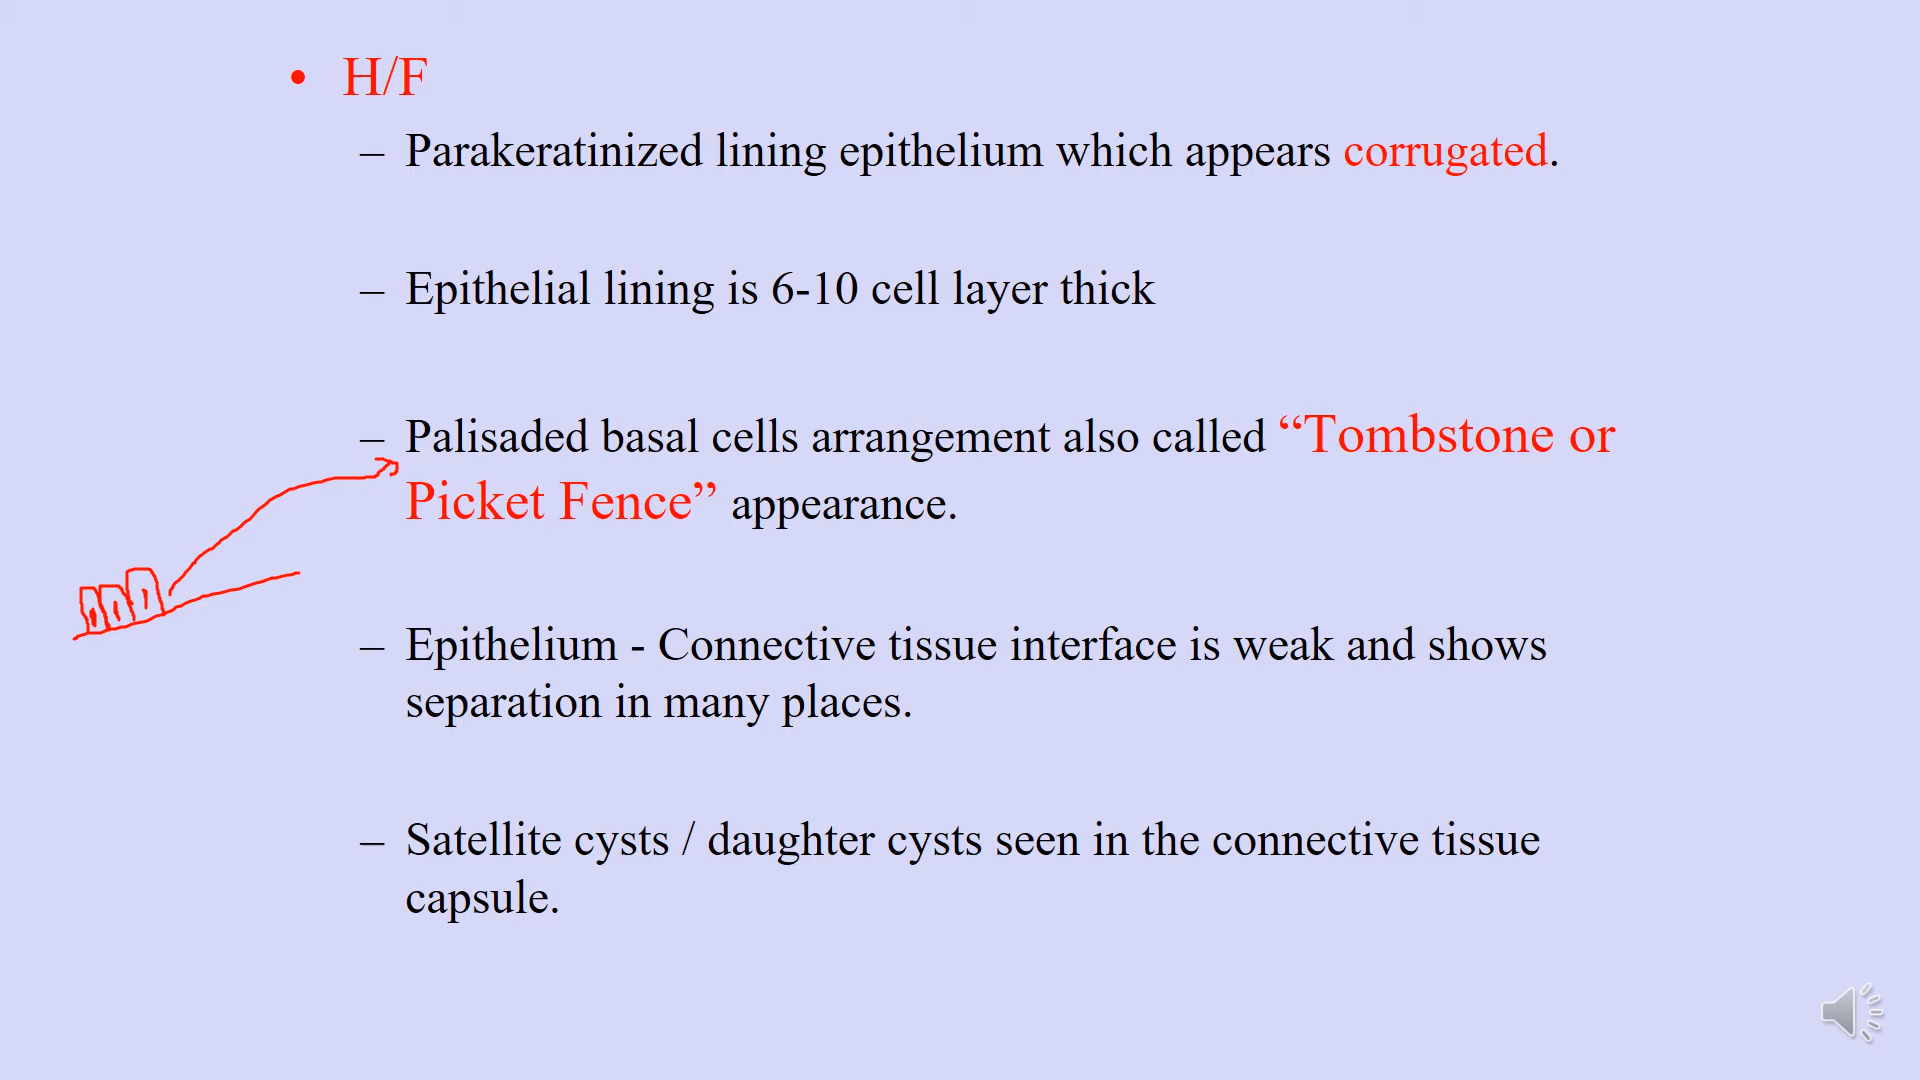 • H/F
– Parakeratinized lining epithelium which appears corrugated.
– Epithelial lining is 6-10 cell layer thick
– Palisaded basal cells arrangement also called “Tombstone or
Picket Fence” appearance.
– Epithelium - Connective tissue interface is weak and shows
separation in many places.
– Satellite cysts / daughter cysts seen in the connective tissue
capsule.